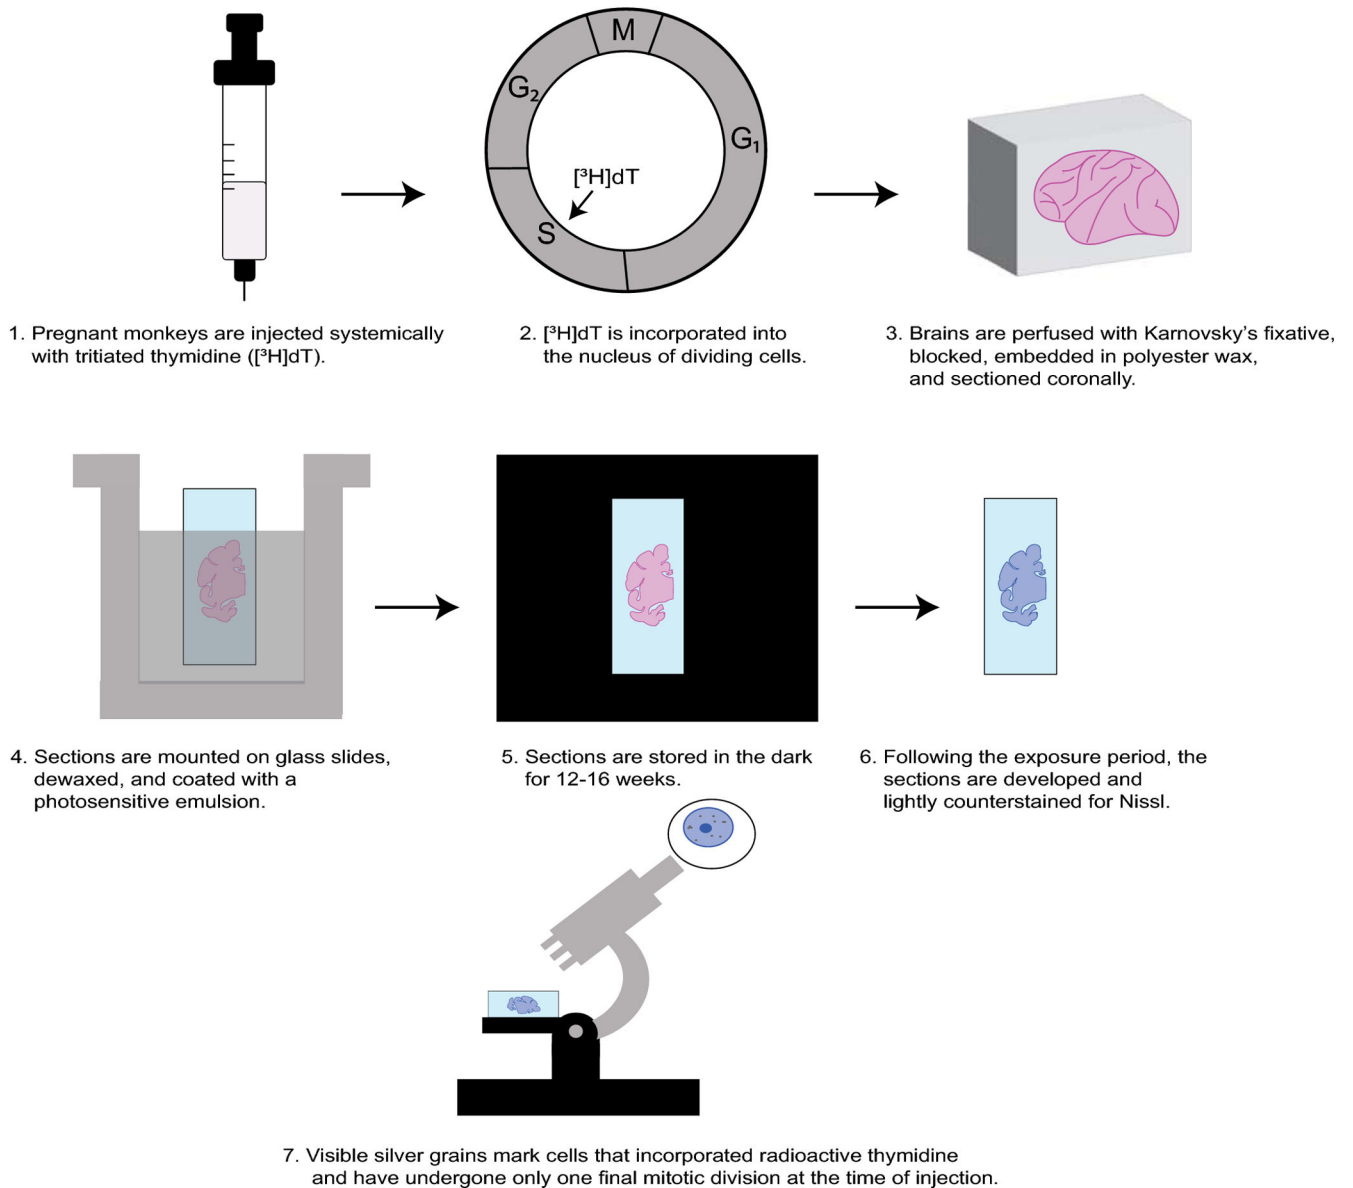 M
G₂
G₁
[³H]dT
S
1. Pregnant monkeys are injected systemically
with tritiated thymidine ([³H]dT).
2. [³H]dT is incorporated into
the nucleus of dividing cells.
3. Brains are perfused with Karnovsky's fixative,
blocked, embedded in polyester wax,
and sectioned coronally.
4. Sections are mounted on glass slides,
dewaxed, and coated with a
photosensitive emulsion.
5. Sections are stored in the dark
for 12-16 weeks.
6. Following the exposure period, the
sections are developed and
lightly counterstained for Nissl.
7. Visible silver grains mark cells that incorporated radioactive thymidine
and have undergone only one final mitotic division at the time of injection.